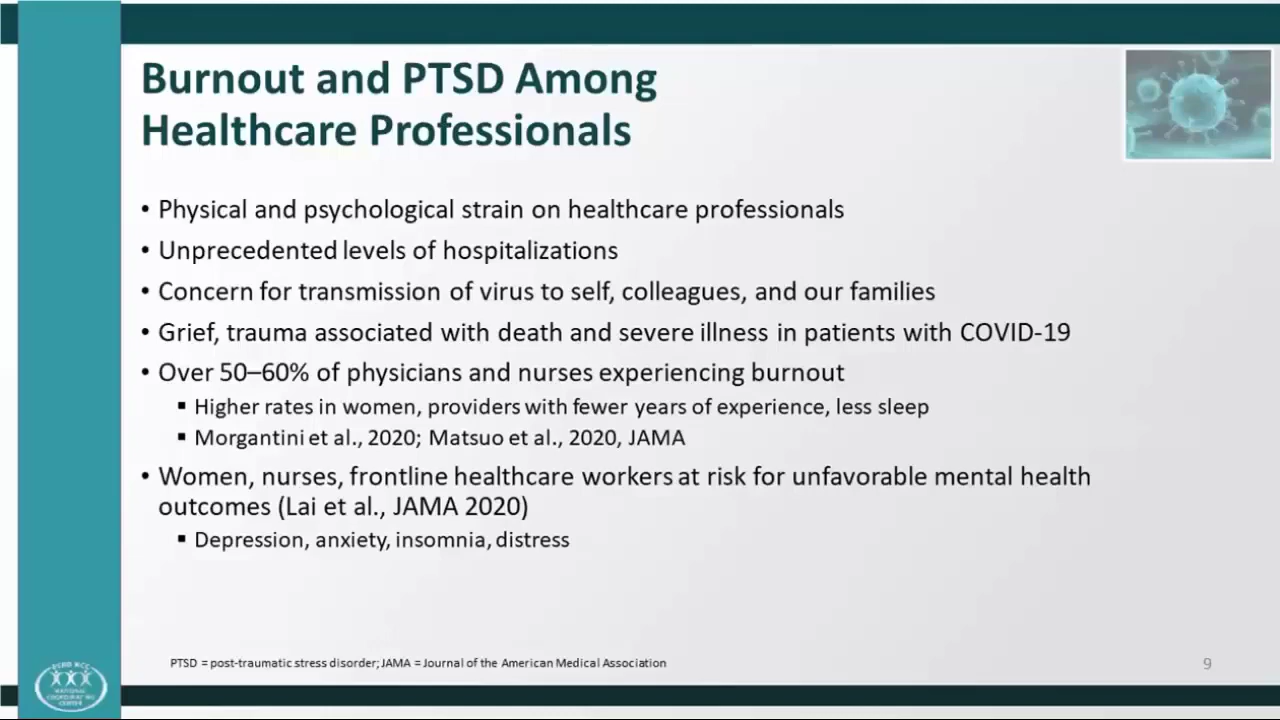 Burnout and PTSD Among
Healthcare Professionals
• Physical and psychological strain on healthcare professionals
• Unprecedented levels of hospitalizations
• Concern for transmission of virus to self, colleagues, and our families
• Grief, trauma associated with death and severe illness in patients with COVID-19
• Over 50–60% of physicians and nurses experiencing burnout
▪ Higher rates in women, providers with fewer years of experience, less sleep
▪ Morgantini et al., 2020; Matsuo et al., 2020, JAMA
• Women, nurses, frontline healthcare workers at risk for unfavorable mental health
outcomes (Lai et al., JAMA 2020)
▪ Depression, anxiety, insomnia, distress
PTSD = post-traumatic stress disorder; JAMA = Journal of the American Medical Association
9
NATIONAL
COORDINATING
CENTER